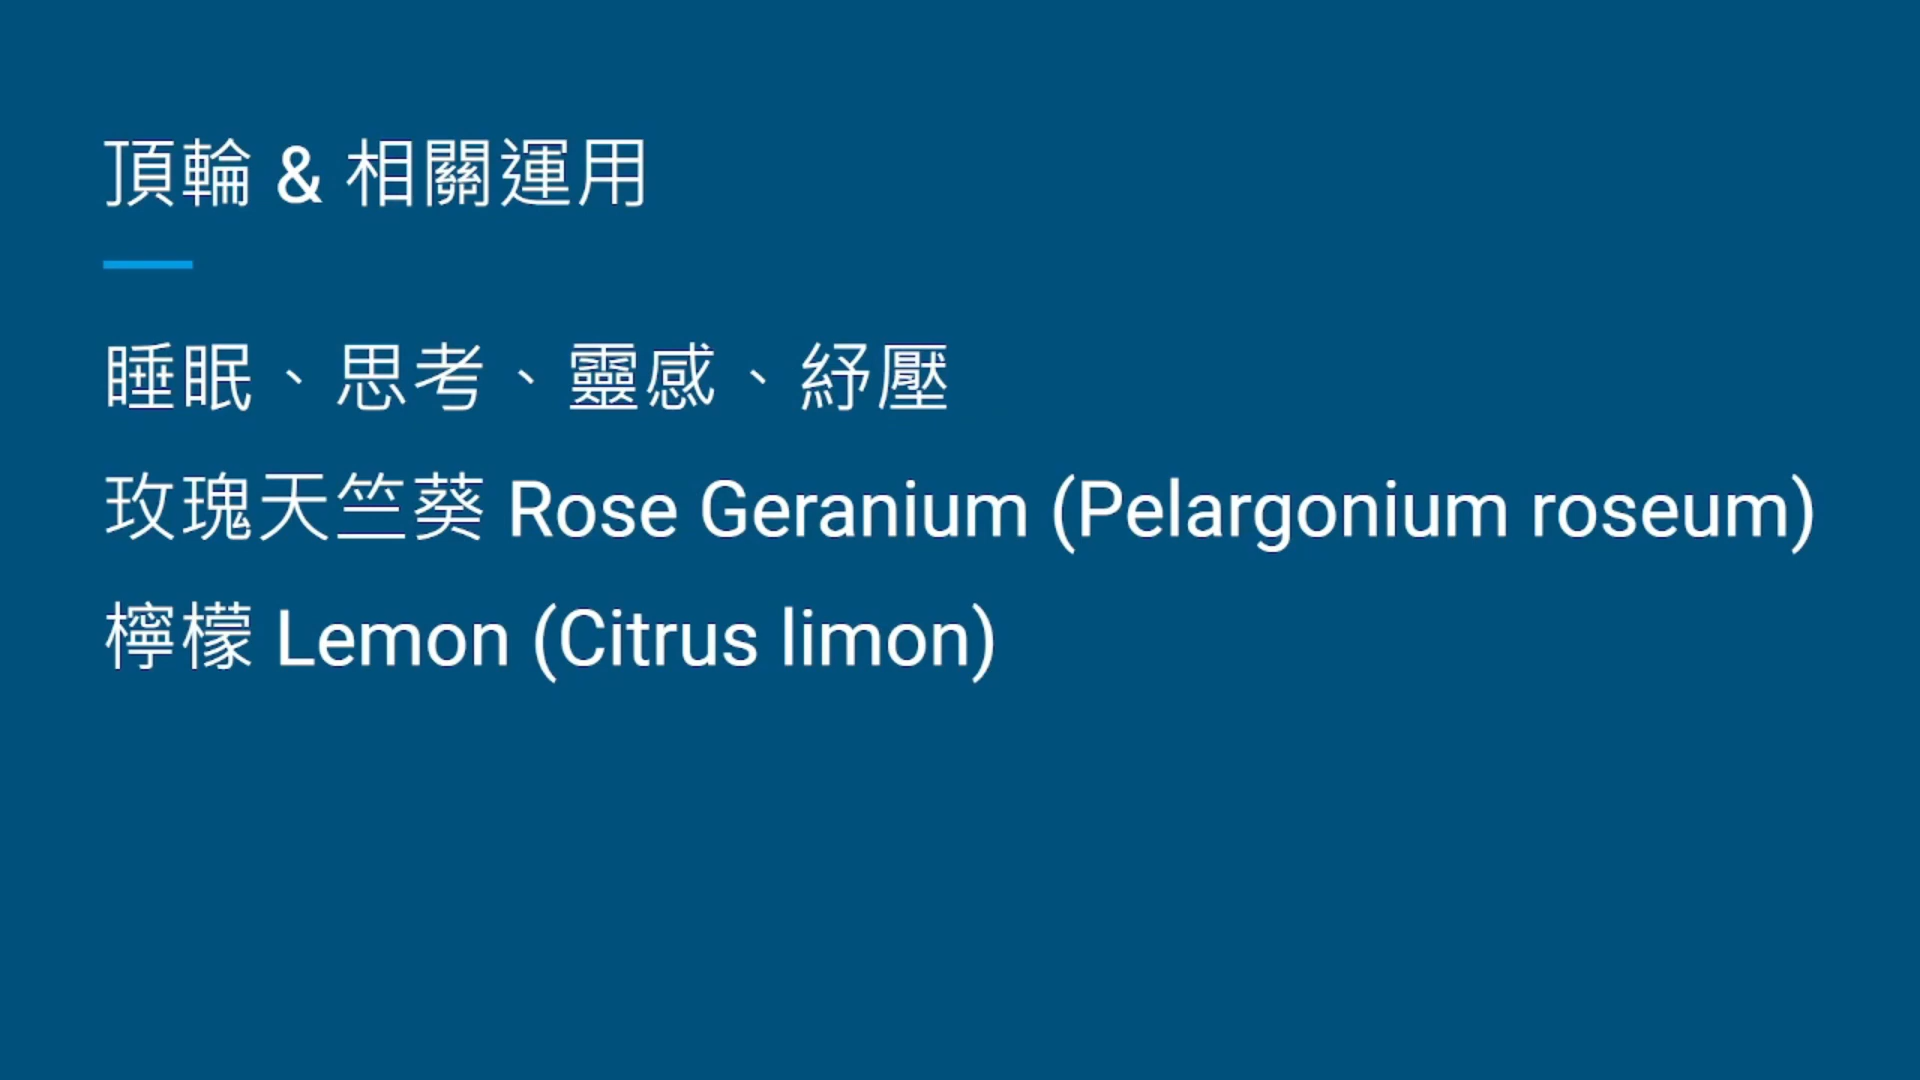 頂輪 & 相關運用
睡眠、思考、靈感、紓壓
玫瑰天竺葵 Rose Geranium (Pelargonium roseum)
檸檬 Lemon (Citrus limon)